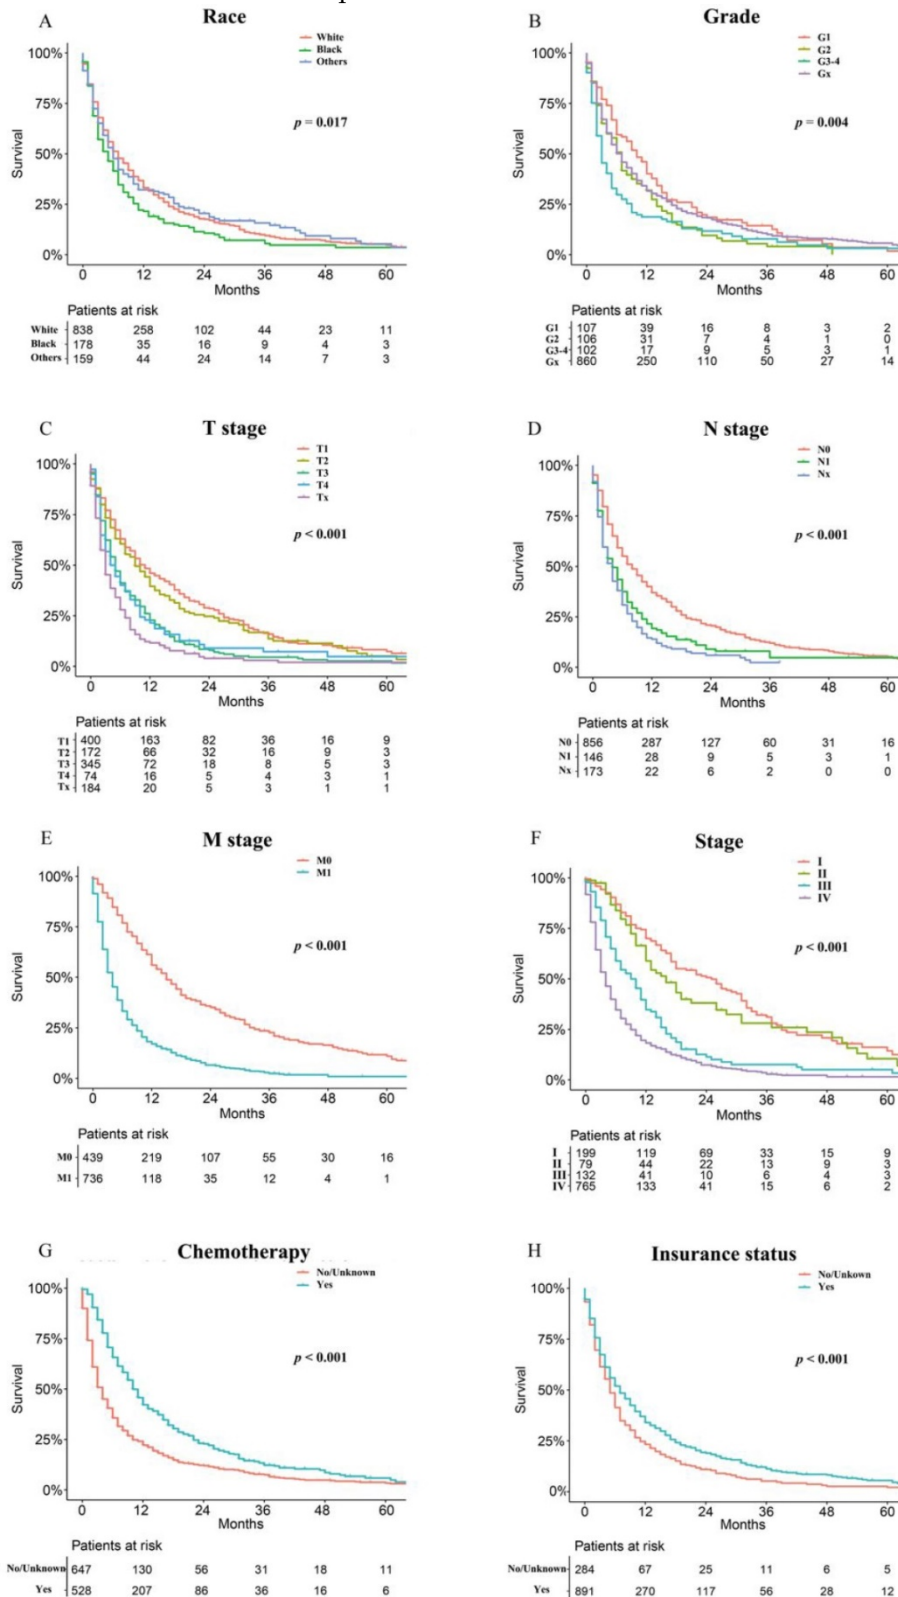 A
Race
White
Black
Others
100%
75%
50%
25%
0%
Survival
p = 0.017
0 12 24 36 48 60
Months
Patients at risk
White 838 258 102 44 23 11
Black 178 35 16 9 4 3
Others 159 44 24 14 7 3
B
Grade
G1
G2
G3-4
Gx
100%
75%
50%
25%
0%
Survival
p = 0.004
0 12 24 36 48 60
Months
Patients at risk
G1 107 39 16 8 3 2
G2 106 31 7 4 1 0
G3-4 102 17 9 5 3 1
Gx 860 250 110 50 27 14
C
T stage
T1
T2
T3
T4
Tx
100%
75%
50%
25%
0%
Survival
p < 0.001
0 12 24 36 48 60
Months
Patients at risk
T1 400 163 82 36 16 9
T2 172 66 32 16 9 3
T3 345 72 18 8 5 3
T4 74 16 5 4 3 1
Tx 184 20 5 3 1 1
D
N stage
N0
N1
Nx
100%
75%
50%
25%
0%
Survival
p < 0.001
0 12 24 36 48 60
Months
Patients at risk
N0 856 287 127 60 31 16
N1 146 28 9 5 3 1
Nx 173 22 6 2 0 0
E
M stage
M0
M1
100%
75%
50%
25%
0%
Survival
p < 0.001
0 12 24 36 48 60
Months
Patients at risk
M0 439 219 107 55 30 16
M1 736 118 35 12 4 1
F
Stage
I
II
III
IV
100%
75%
50%
25%
0%
Survival
p < 0.001
0 12 24 36 48 60
Months
Patients at risk
I 199 119 69 33 15 9
II 79 44 22 13 9 3
III 132 41 10 6 4 3
IV 765 133 41 15 6 2
G
Chemotherapy
No/Unknown
Yes
100%
75%
50%
25%
0%
Survival
p < 0.001
0 12 24 36 48 60
Months
Patients at risk
No/Unknown 647 130 56 31 18 11
Yes 528 207 86 36 16 6
H
Insurance status
No/Unkown
Yes
100%
75%
50%
25%
0%
Survival
p < 0.001
0 12 24 36 48 60
Months
Patients at risk
No/Unknown 284 67 25 11 6 5
Yes 891 270 117 56 28 12